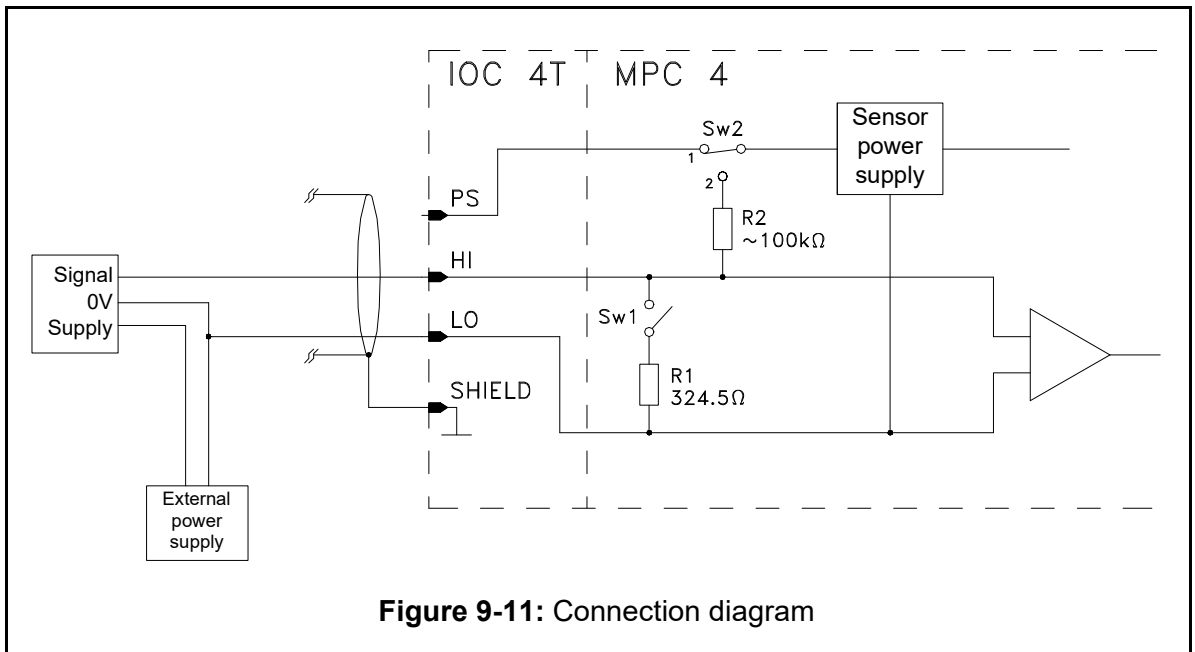 IOC 4T
MPC 4
Sw2
1
2
Sensor
power
supply
PS
R2
~100kΩ
HI
Signal
0V
Supply
Sw1
LO
R1
324.5Ω
SHIELD
External
power
supply
Figure 9-11: Connection diagram